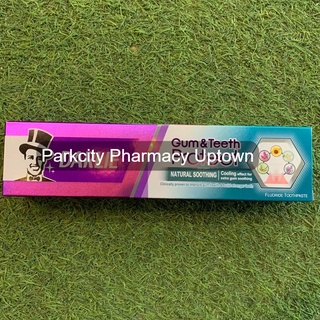 Gum & Teeth
Parkcity Pharmacy Uptown
NATURAL SOOTHING
Cooling effect for
extra gum soothing
FLUORIDE TOOTHPASTE